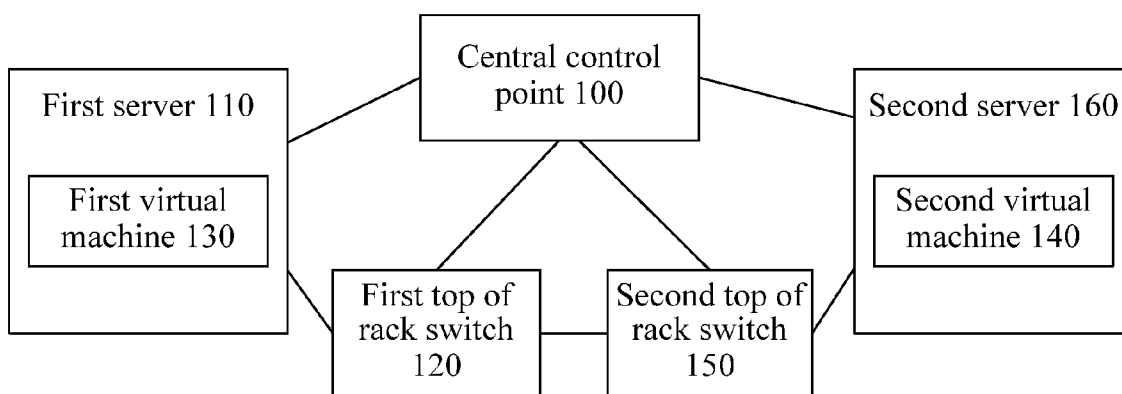 Central control
point 100
First server 110
First virtual
machine 130
Second server 160
Second virtual
machine 140
First top of
rack switch
120
Second top of
rack switch
150